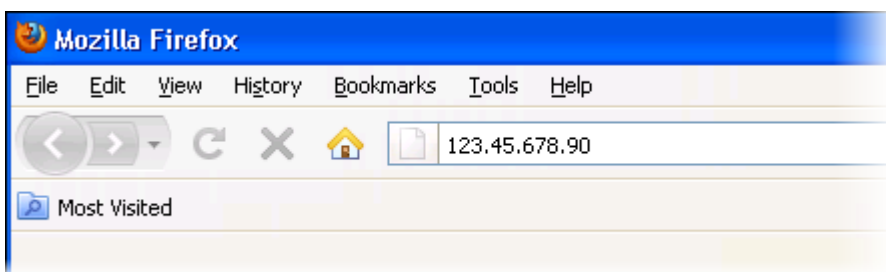 Mozilla Firefox
File Edit View History Bookmarks Tools Help
123.45.678.90
Most Visited